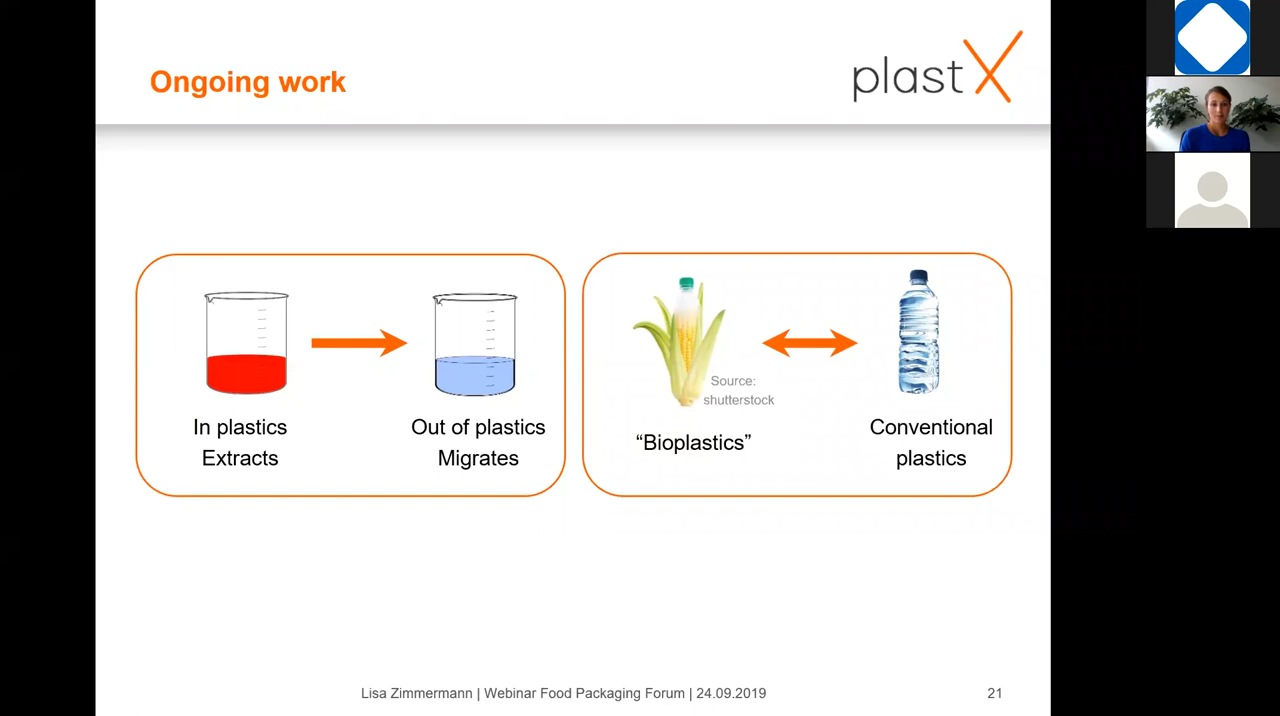 Ongoing work
plastX
In plastics
Extracts
Out of plastics
Migrates
Source:
shutterstock
“Bioplastics”
Conventional
plastics
Lisa Zimmermann | Webinar Food Packaging Forum | 24.09.2019
21